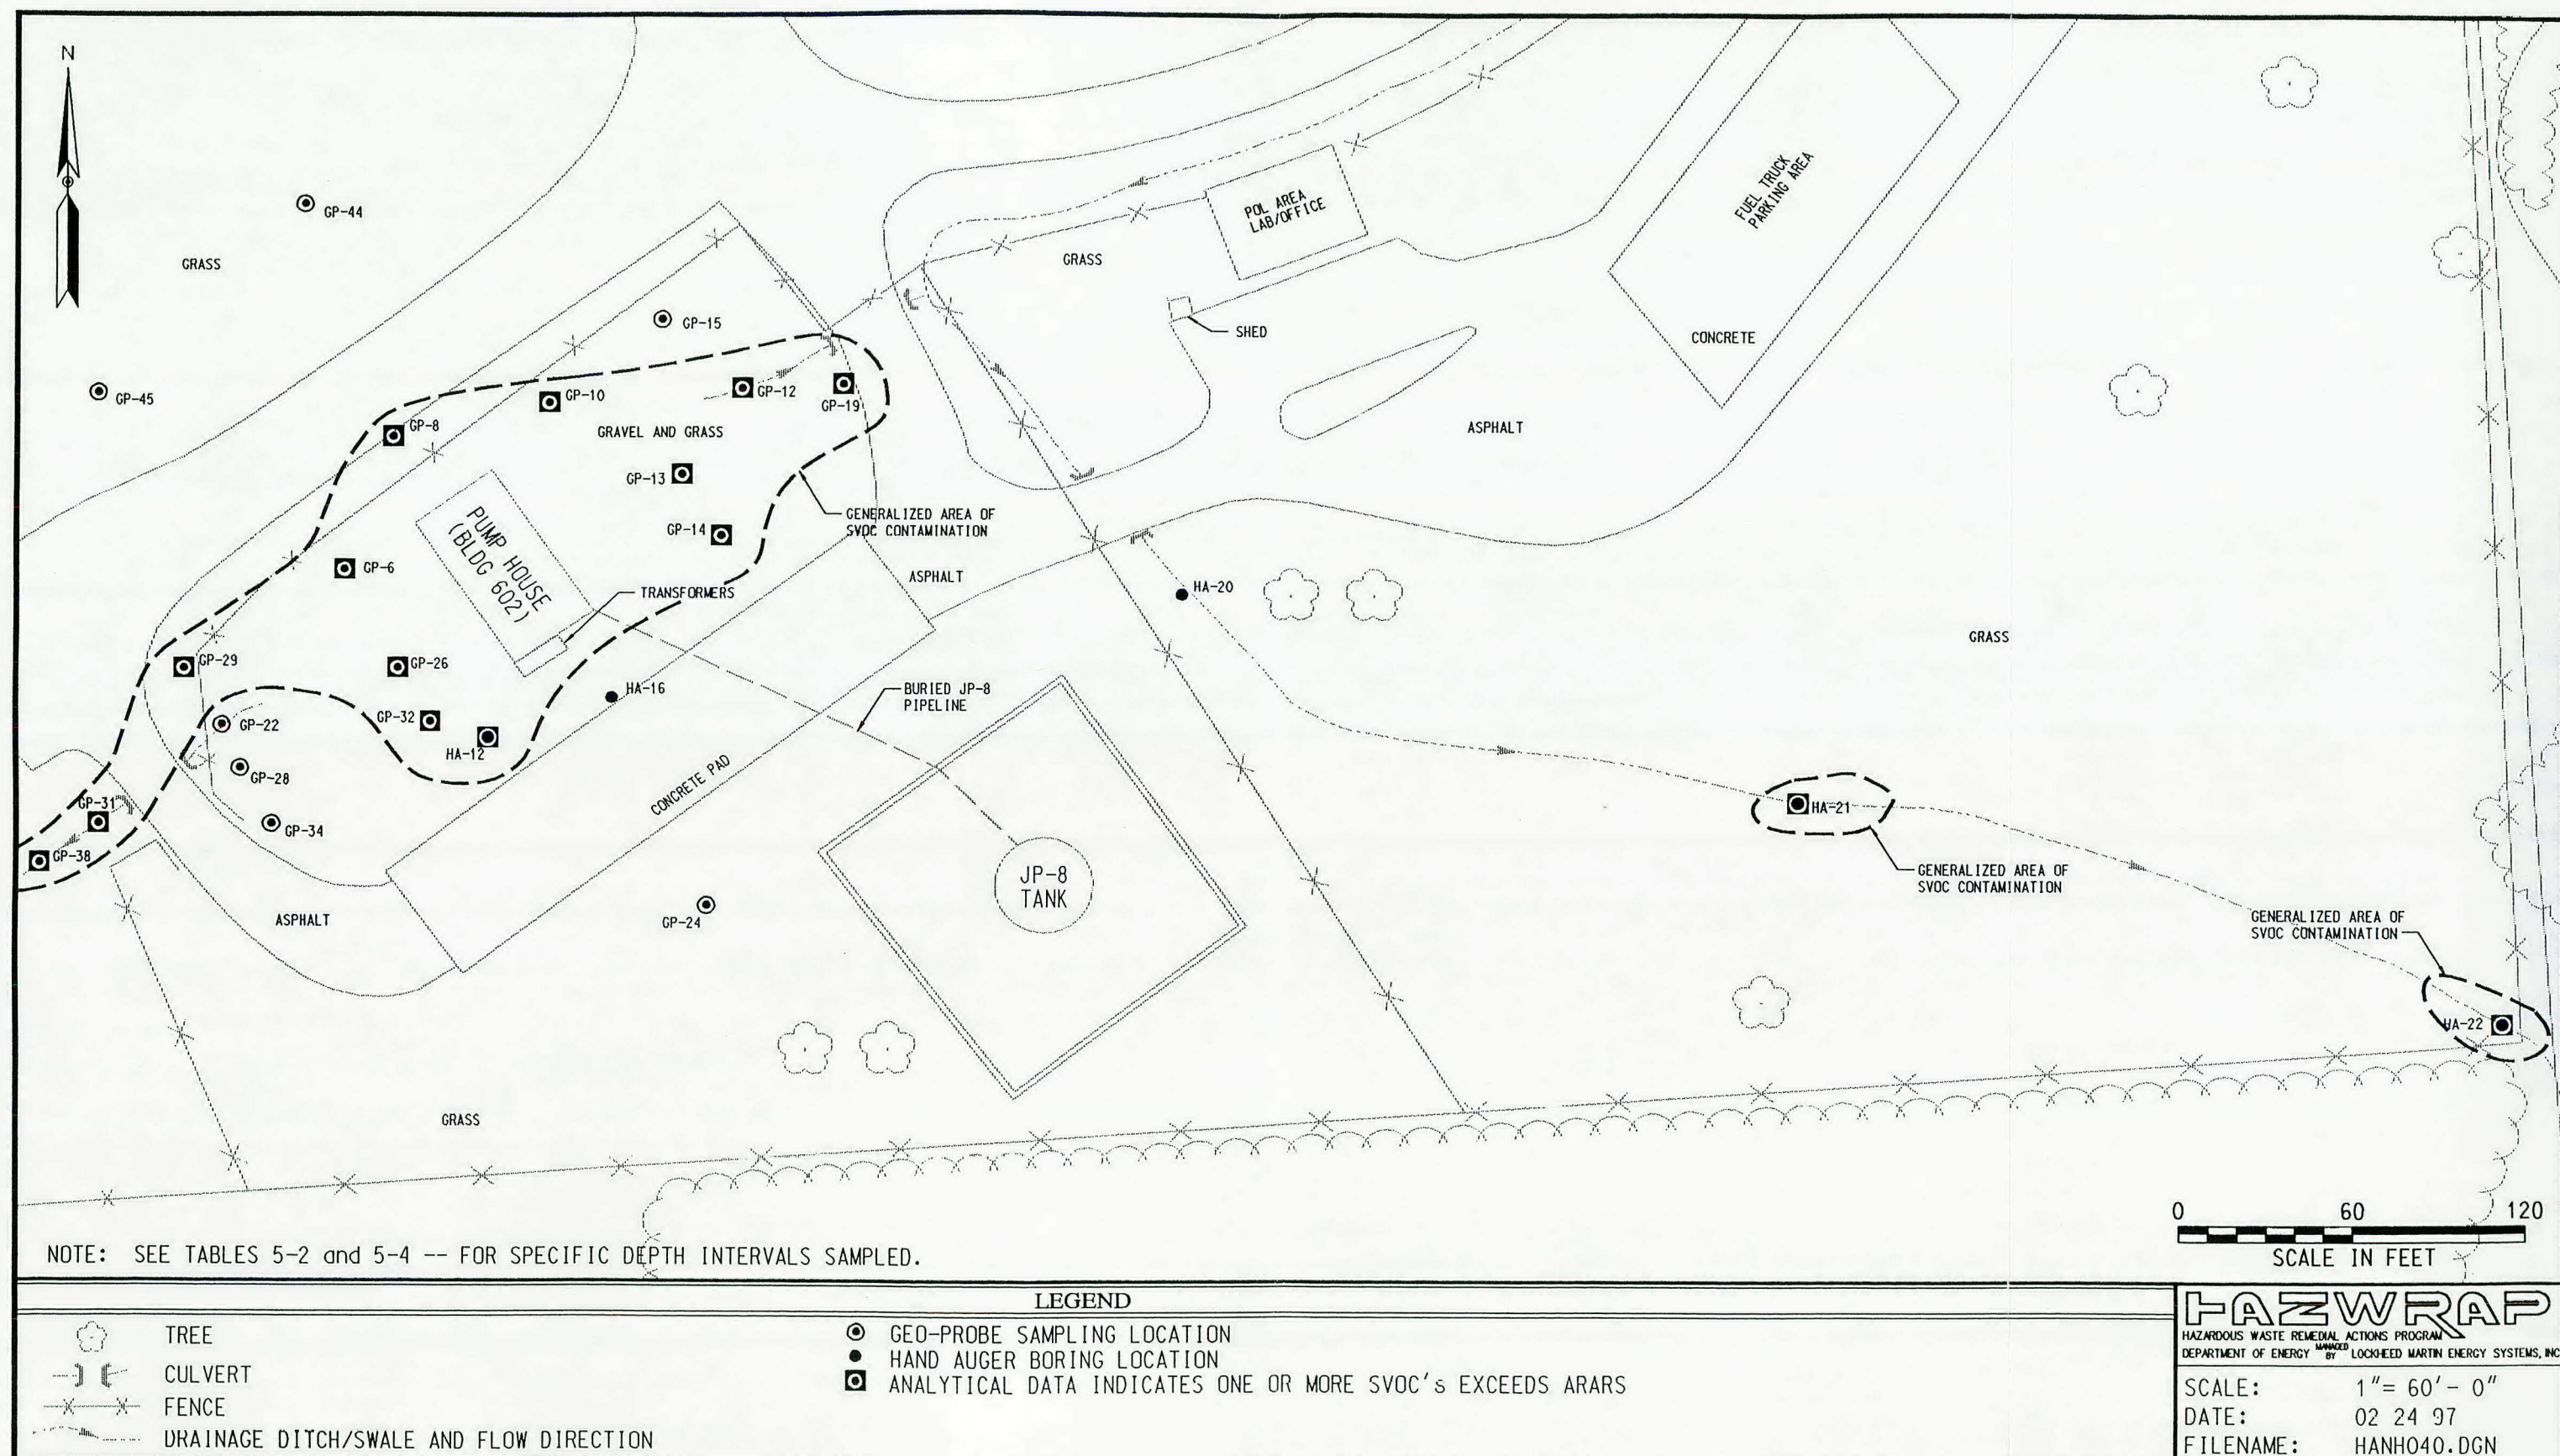 N
GP-44
GRASS
GP-45
GP-15
GP-10
GP-12
GP-19
GP-8
GRAVEL AND GRASS
GP-13
GP-14
GP-6
PUMP HOUSE
(BLDG 602)
TRANSFORMERS
GENERALIZED AREA OF
SVOC CONTAMINATION
ASPHALT
GP-29
GP-26
GP-32
HA-12
HA-16
GP-22
GP-28
GP-34
GP-31
GP-38
ASPHALT
CONCRETE PAD
BURIED JP-8
PIPELINE
GP-24
JP-8
TANK
GRASS
POL AREA
LAB/OFFICE
GRASS
SHED
FUEL TRUCK
PARKING AREA
CONCRETE
ASPHALT
HA-20
GRASS
HA-21
GENERALIZED AREA OF
SVOC CONTAMINATION
GENERALIZED AREA OF
SVOC CONTAMINATION
HA-22
0 60 120
SCALE IN FEET
NOTE: SEE TABLES 5-2 and 5-4 -- FOR SPECIFIC DEPTH INTERVALS SAMPLED.
LEGEND
TREE
CULVERT
FENCE
DRAINAGE DITCH/SWALE AND FLOW DIRECTION
GEO-PROBE SAMPLING LOCATION
HAND AUGER BORING LOCATION
ANALYTICAL DATA INDICATES ONE OR MORE SVOC's EXCEEDS ARARS
HAZWRAP
HAZARDOUS WASTE REMEDIAL ACTIONS PROGRAM
DEPARTMENT OF ENERGY MANAGED BY LOCKHEED MARTIN ENERGY SYSTEMS, INC
SCALE: 1"= 60'- 0"
DATE: 02 24 97
FILENAME: HANHO40.DGN